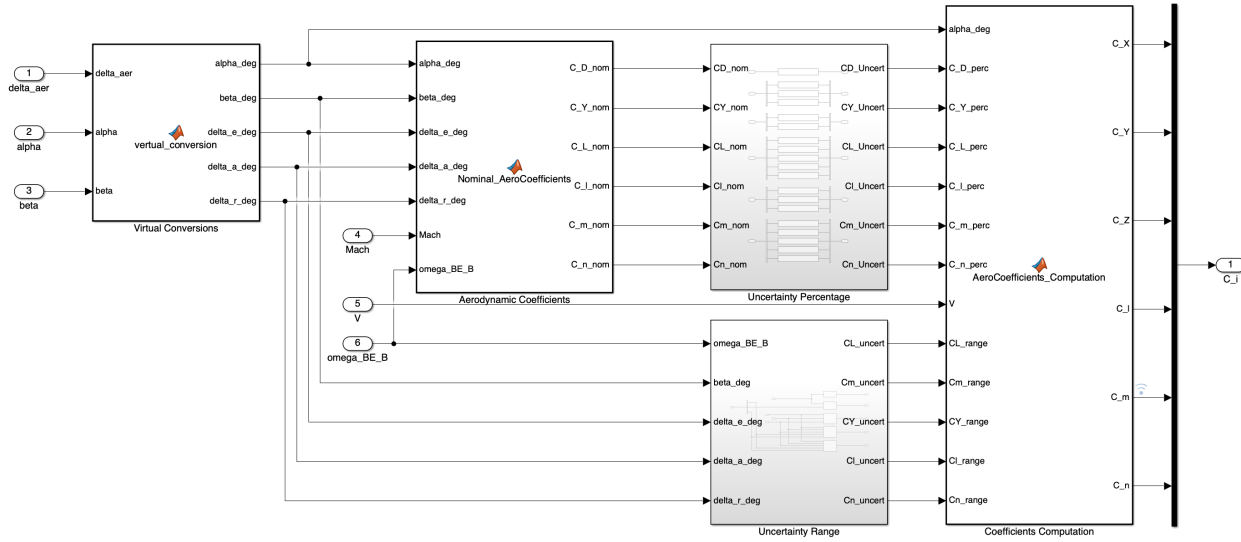 1
delta_aer
2
alpha
3
beta
delta_aer
alpha
beta
vertual_conversion
alpha_deg
beta_deg
delta_e_deg
delta_a_deg
delta_r_deg
Virtual Conversions
4
Mach
5
V
6
omega_BE_B
alpha_deg
beta_deg
delta_e_deg
delta_a_deg
delta_r_deg
Mach
omega_BE_B
Nominal_AeroCoefficients
C_D_nom
C_Y_nom
C_L_nom
C_l_nom
C_m_nom
C_n_nom
Aerodynamic Coefficients
CD_nom
CY_nom
CL_nom
Cl_nom
Cm_nom
Cn_nom
CD_Uncert
CY_Uncert
CL_Uncert
Cl_Uncert
Cm_Uncert
Cn_Uncert
Uncertainty Percentage
omega_BE_B
beta_deg
delta_e_deg
delta_a_deg
delta_r_deg
CL_uncert
Cm_uncert
CY_uncert
Cl_uncert
Cn_uncert
Uncertainty Range
alpha_deg
C_D_perc
C_Y_perc
C_L_perc
C_l_perc
C_m_perc
C_n_perc
V
CL_range
Cm_range
CY_range
Cl_range
Cn_range
AeroCoefficients_Computation
C_X
C_Y
C_Z
C_l
C_m
C_n
Coefficients Computation
1
C_i